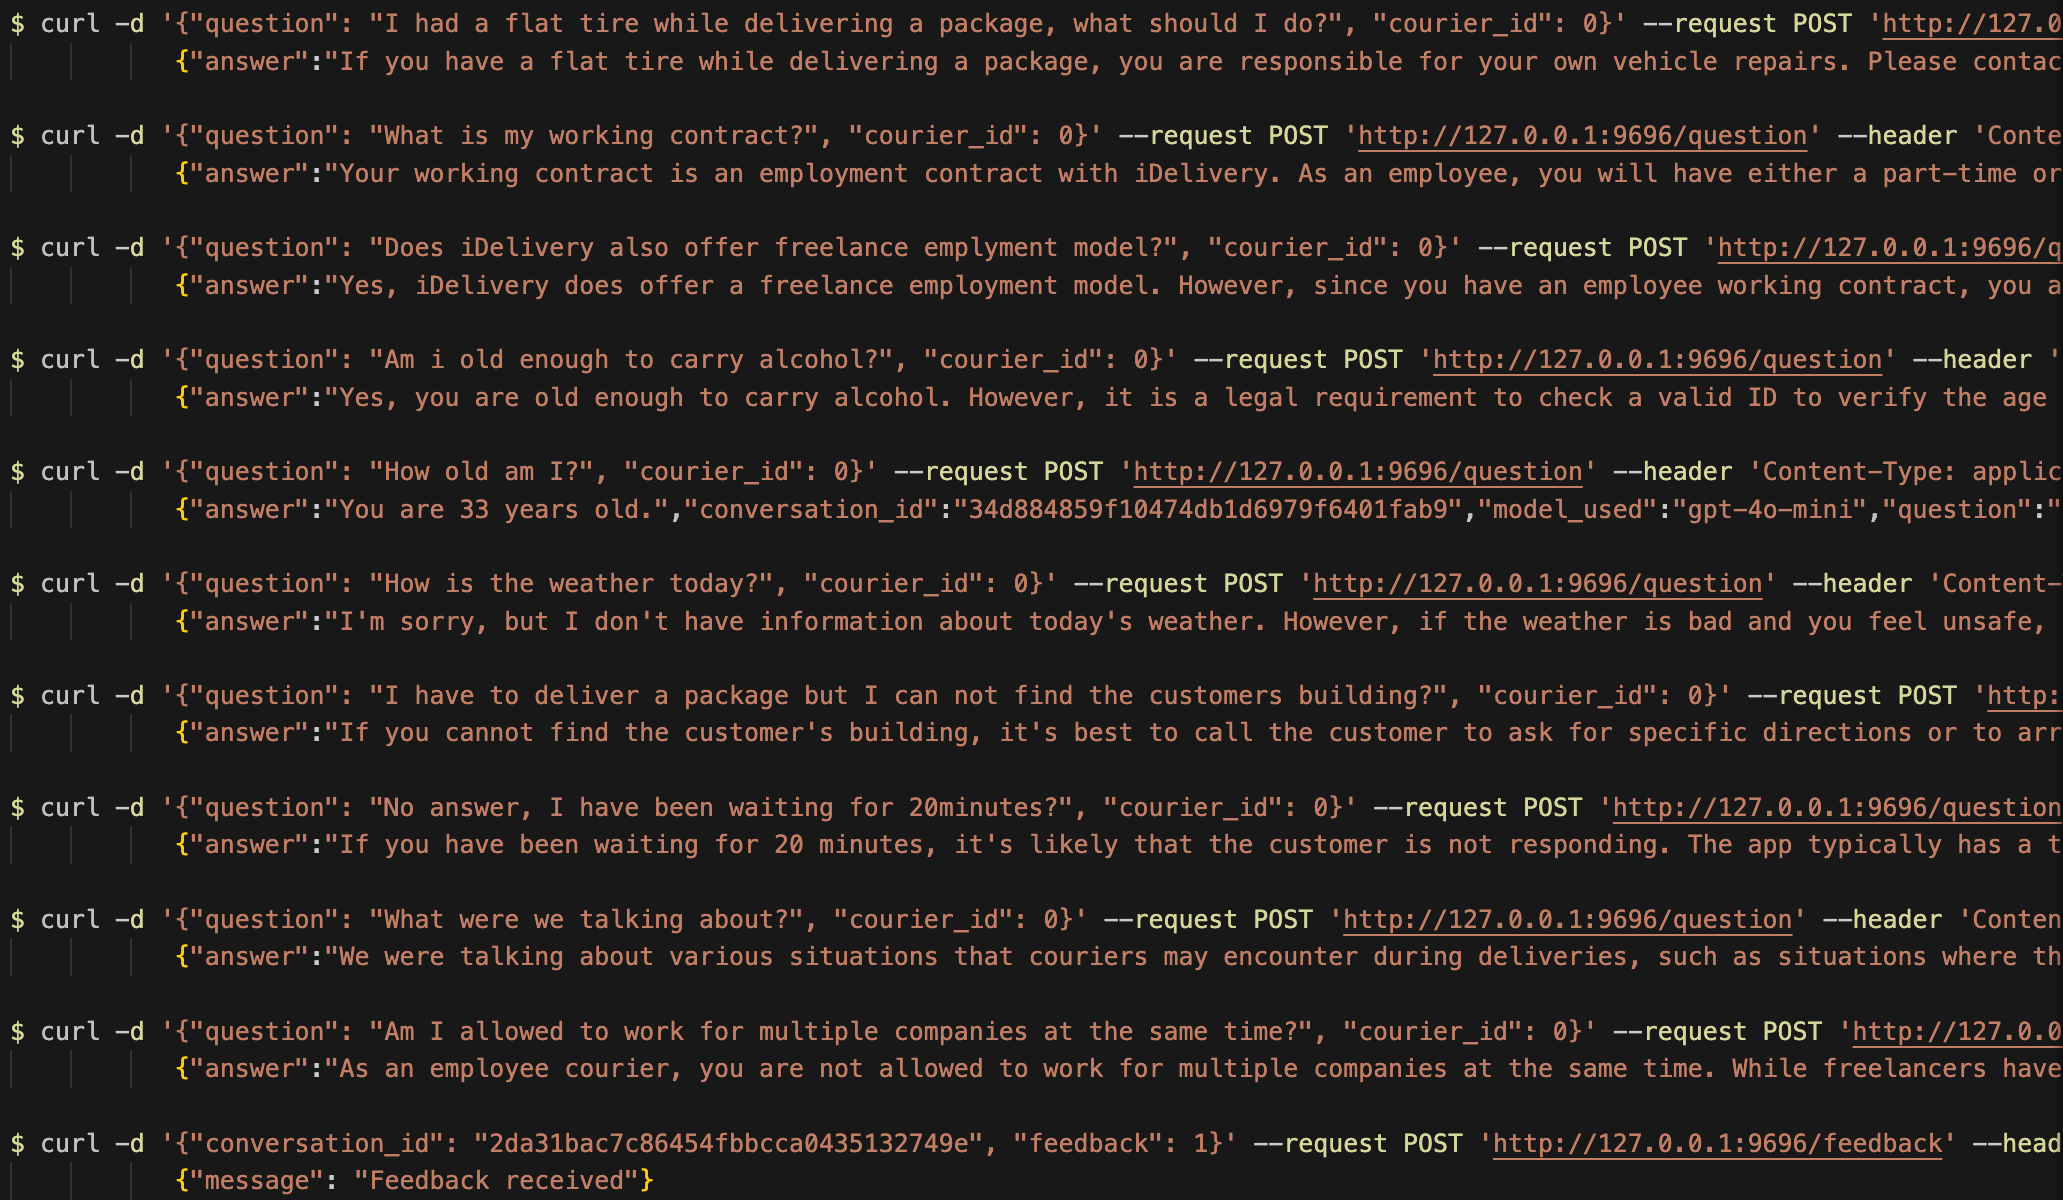 $ curl -d '{"question": "I had a flat tire while delivering a package, what should I do?", "courier_id": 0}' --request POST 'http://127.0
{"answer":"If you have a flat tire while delivering a package, you are responsible for your own vehicle repairs. Please contac
$ curl -d '{"question": "What is my working contract?", "courier_id": 0}' --request POST 'http://127.0.0.1:9696/question' --header 'Conte
{"answer":"Your working contract is an employment contract with iDelivery. As an employee, you will have either a part-time or
$ curl -d '{"question": "Does iDelivery also offer freelance emplyment model?", "courier_id": 0}' --request POST 'http://127.0.0.1:9696/q
{"answer":"Yes, iDelivery does offer a freelance employment model. However, since you have an employee working contract, you a
$ curl -d '{"question": "Am i old enough to carry alcohol?", "courier_id": 0}' --request POST 'http://127.0.0.1:9696/question' --header '
{"answer":"Yes, you are old enough to carry alcohol. However, it is a legal requirement to check a valid ID to verify the age
$ curl -d '{"question": "How old am I?", "courier_id": 0}' --request POST 'http://127.0.0.1:9696/question' --header 'Content-Type: applic
{"answer":"You are 33 years old.","conversation_id":"34d884859f10474db1d6979f6401fab9","model_used":"gpt-4o-mini","question":"
$ curl -d '{"question": "How is the weather today?", "courier_id": 0}' --request POST 'http://127.0.0.1:9696/question' --header 'Content-
{"answer":"I'm sorry, but I don't have information about today's weather. However, if the weather is bad and you feel unsafe,
$ curl -d '{"question": "I have to deliver a package but I can not find the customers building?", "courier_id": 0}' --request POST 'http:
{"answer":"If you cannot find the customer's building, it's best to call the customer to ask for specific directions or to arr
$ curl -d '{"question": "No answer, I have been waiting for 20minutes?", "courier_id": 0}' --request POST 'http://127.0.0.1:9696/question
{"answer":"If you have been waiting for 20 minutes, it's likely that the customer is not responding. The app typically has a t
$ curl -d '{"question": "What were we talking about?", "courier_id": 0}' --request POST 'http://127.0.0.1:9696/question' --header 'Conten
{"answer":"We were talking about various situations that couriers may encounter during deliveries, such as situations where th
$ curl -d '{"question": "Am I allowed to work for multiple companies at the same time?", "courier_id": 0}' --request POST 'http://127.0.0
{"answer":"As an employee courier, you are not allowed to work for multiple companies at the same time. While freelancers have
$ curl -d '{"conversation_id": "2da31bac7c86454fbbcca0435132749e", "feedback": 1}' --request POST 'http://127.0.0.1:9696/feedback' --head
{"message": "Feedback received"}